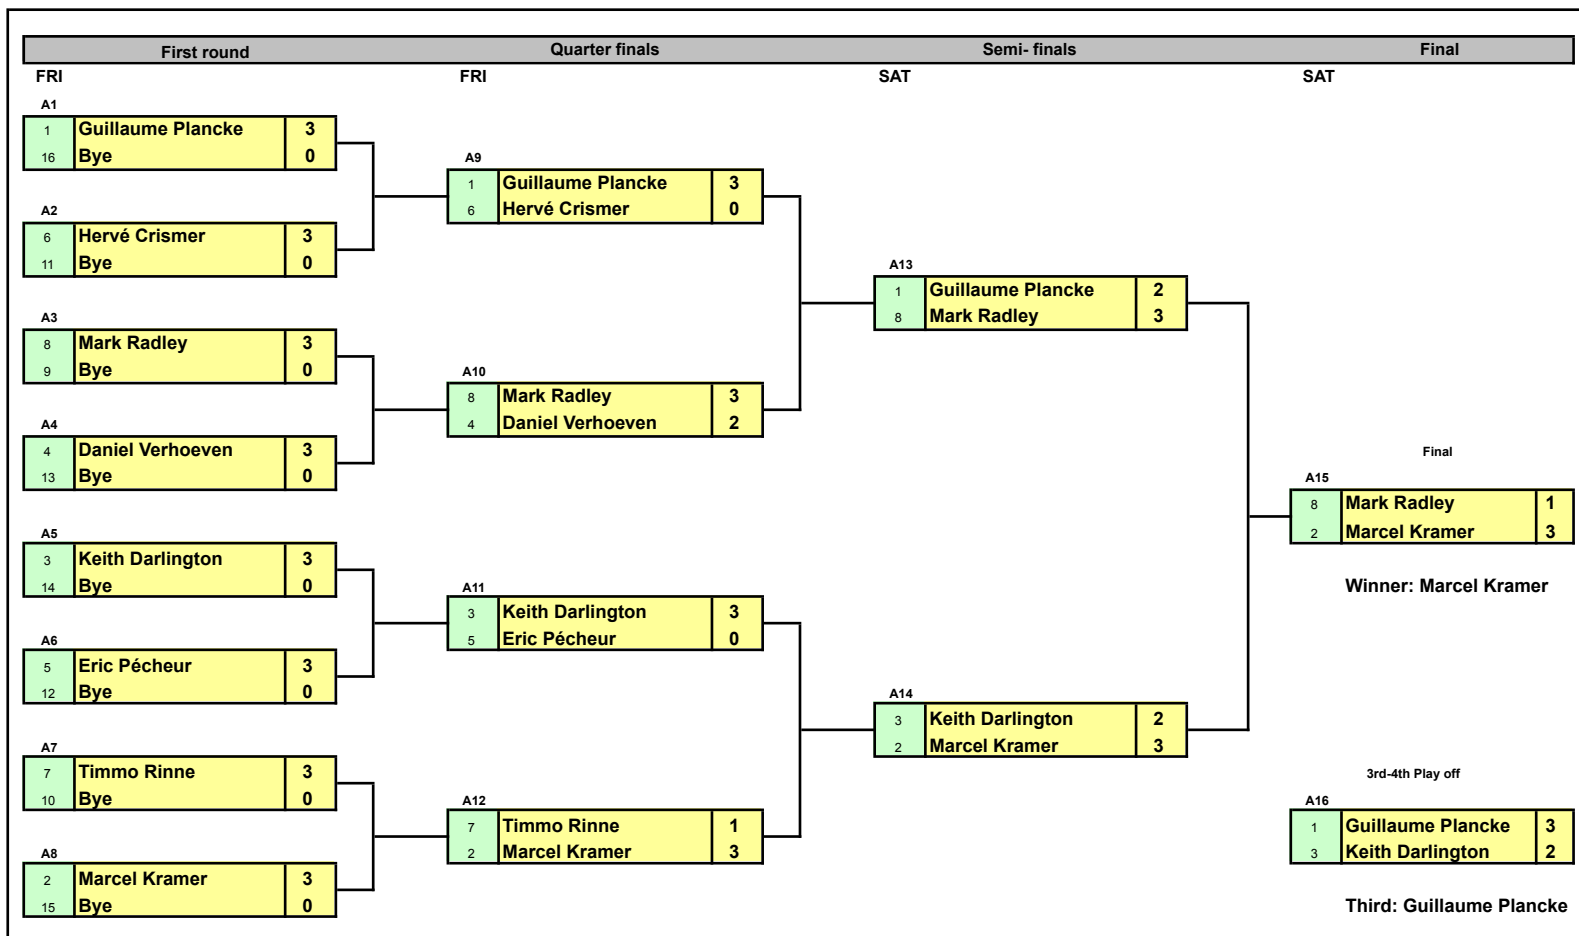 First round Quarter finals Semi- finals Final
FRI FRI SAT SAT
A1
1 Guillaume Plancke 3
16 Bye 0
A2
6 Hervé Crismer 3
11 Bye 0
A3
8 Mark Radley 3
9 Bye 0
A4
4 Daniel Verhoeven 3
13 Bye 0
A5
3 Keith Darlington 3
14 Bye 0
A6
5 Eric Pécheur 3
12 Bye 0
A7
7 Timmo Rinne 3
10 Bye 0
A8
2 Marcel Kramer 3
15 Bye 0
A9
1 Guillaume Plancke 3
6 Hervé Crismer 0
A10
8 Mark Radley 3
4 Daniel Verhoeven 2
A11
3 Keith Darlington 3
5 Eric Pécheur 0
A12
7 Timmo Rinne 1
2 Marcel Kramer 3
A13
1 Guillaume Plancke 2
8 Mark Radley 3
A14
3 Keith Darlington 2
2 Marcel Kramer 3
Final
A15
8 Mark Radley 1
2 Marcel Kramer 3
Winner: Marcel Kramer
3rd-4th Play off
A16
1 Guillaume Plancke 3
3 Keith Darlington 2
Third: Guillaume Plancke